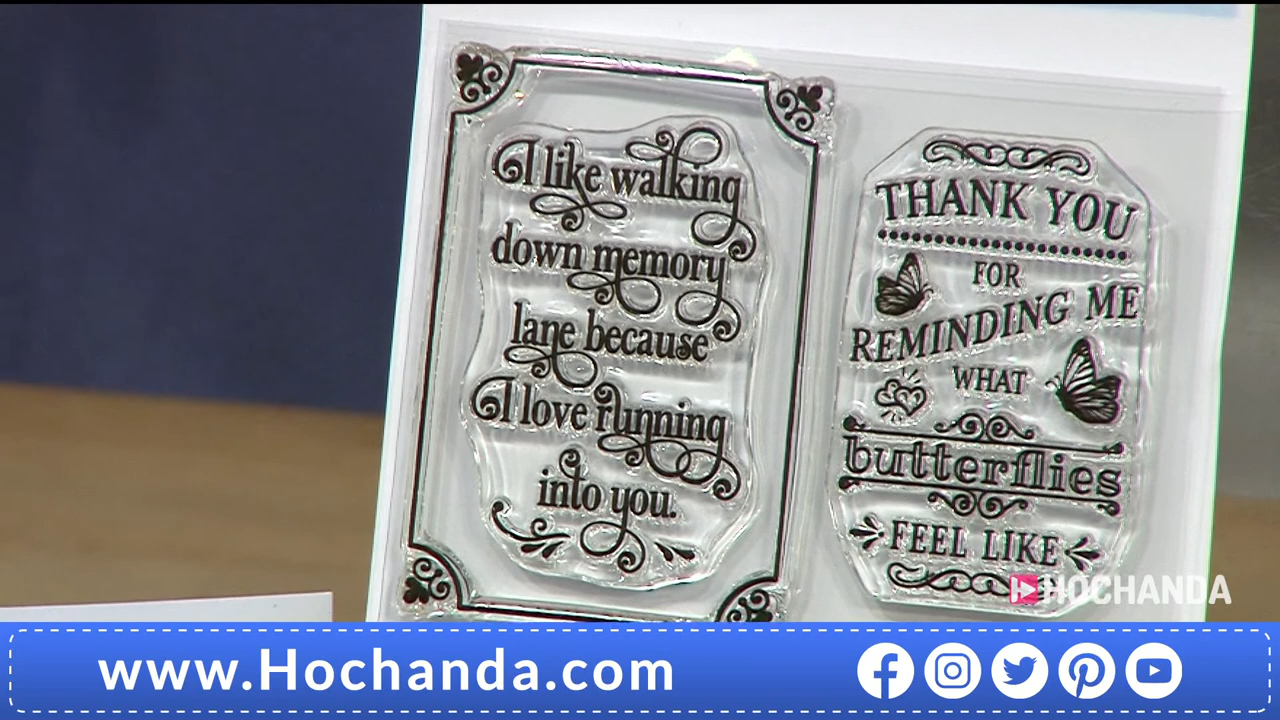 I like walking
down memory
lane because
I love running
into you.
THANK YOU
FOR
REMINDING ME
WHAT
butterflies
FEEL LIKE
HOCHANDA
www.Hochanda.com